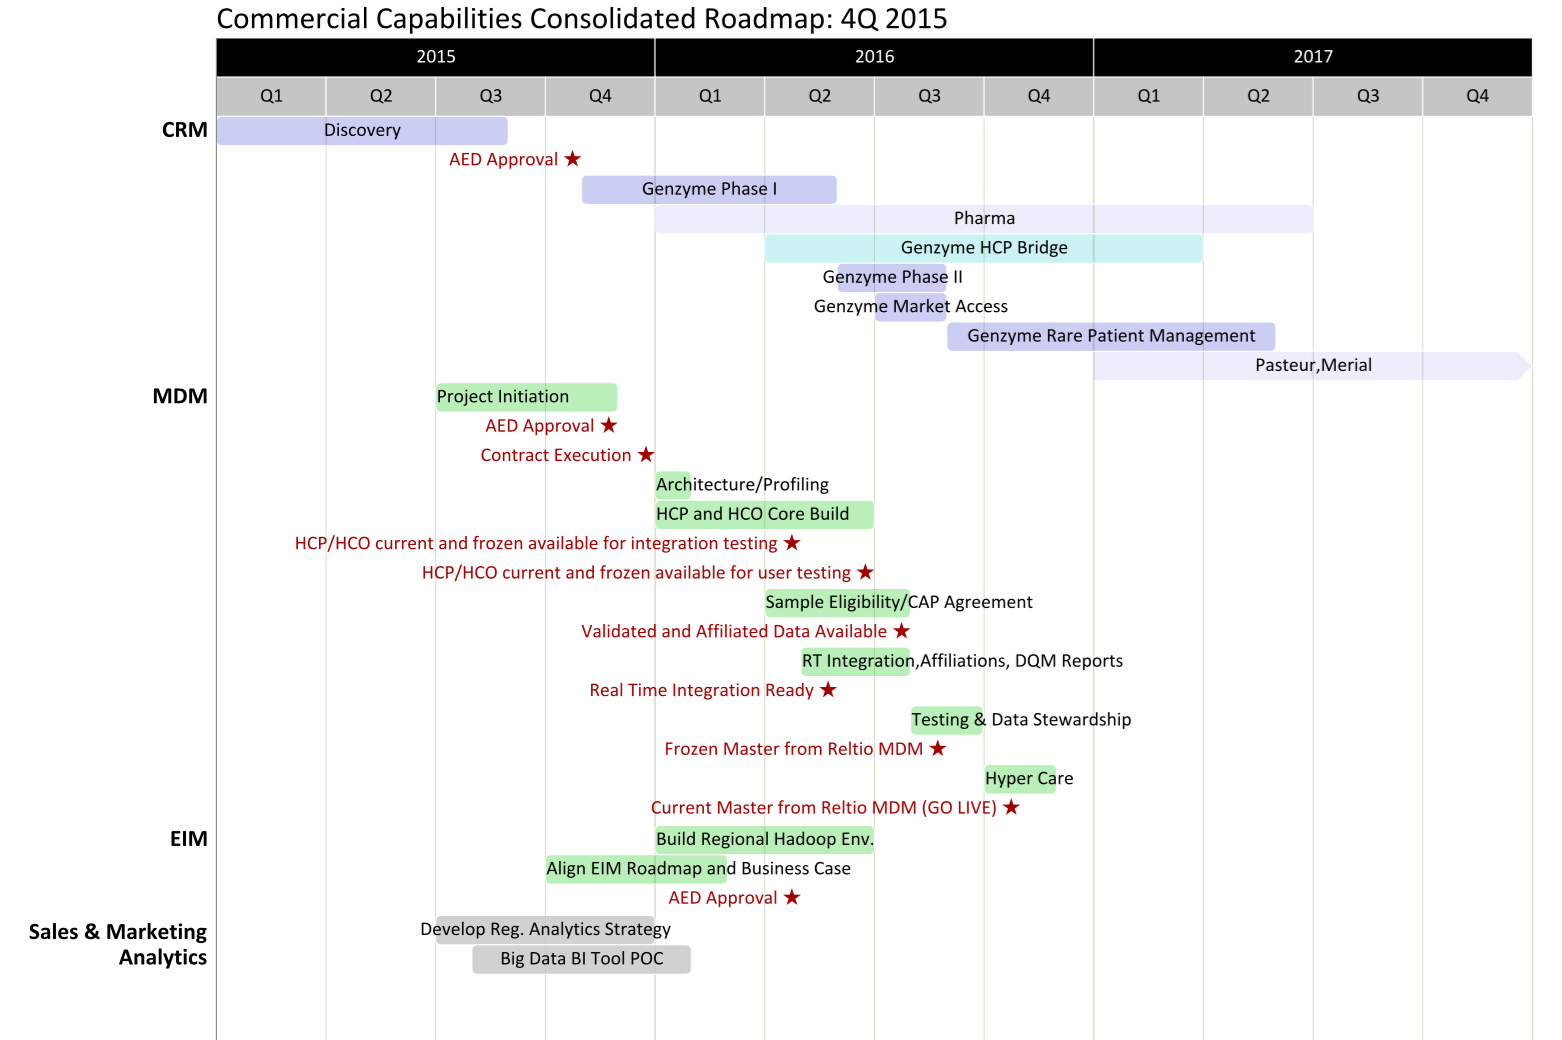 Commercial Capabilities Consolidated Roadmap: 4Q 2015
2015 2016 2017
Q1 Q2 Q3 Q4 Q1 Q2 Q3 Q4 Q1 Q2 Q3 Q4
CRM Discovery
AED Approval
Genzyme Phase I
Pharma
Genzyme HCP Bridge
Genzyme Phase II
Genzyme Market Access
Genzyme Rare Patient Management
Pasteur,Merial
MDM Project Initiation
AED Approval
Contract Execution
Architecture/Profiling
HCP and HCO Core Build
HCP/HCO current and frozen available for integration testing
HCP/HCO current and frozen available for user testing
Sample Eligibility/CAP Agreement
Validated and Affiliated Data Available
RT Integration,Affiliations, DQM Reports
Real Time Integration Ready
Testing & Data Stewardship
Frozen Master from Reltio MDM
Hyper Care
Current Master from Reltio MDM (GO LIVE)
EIM Build Regional Hadoop Env.
Align EIM Roadmap and Business Case
AED Approval
Sales & Marketing Develop Reg. Analytics Strategy
Analytics Big Data BI Tool POC